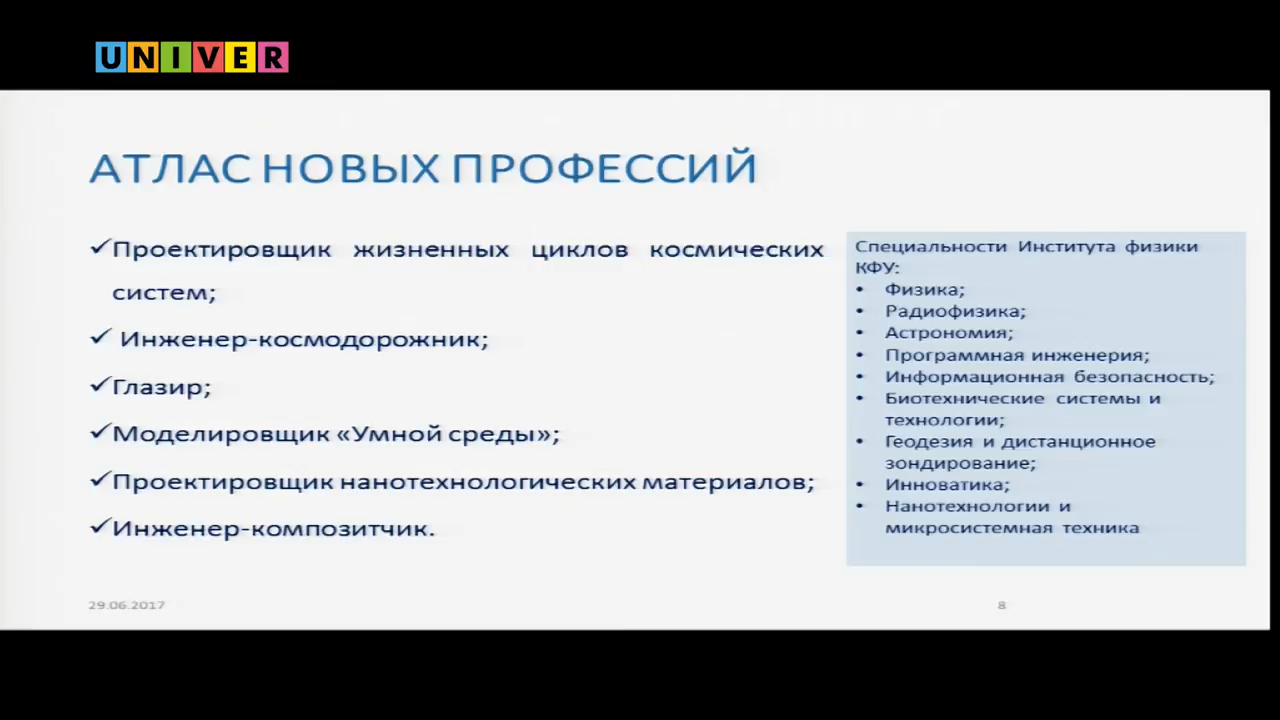 UNIVER
АТЛАС НОВЫХ ПРОФЕССИЙ
✓Проектировщик жизненных циклов космических
систем;
✓ Инженер-космодорожник;
✓Глазир;
✓Моделировщик «Умной среды»;
✓Проектировщик нанотехнологических материалов;
✓Инженер-композитчик.
Специальности Института физики
КФУ:
• Физика;
• Радиофизика;
• Астрономия;
• Программная инженерия;
• Информационная безопасность;
• Биотехнические системы и
технологии;
• Геодезия и дистанционное
зондирование;
• Инноватика;
• Нанотехнологии и
микросистемная техника
29.06.2017
8